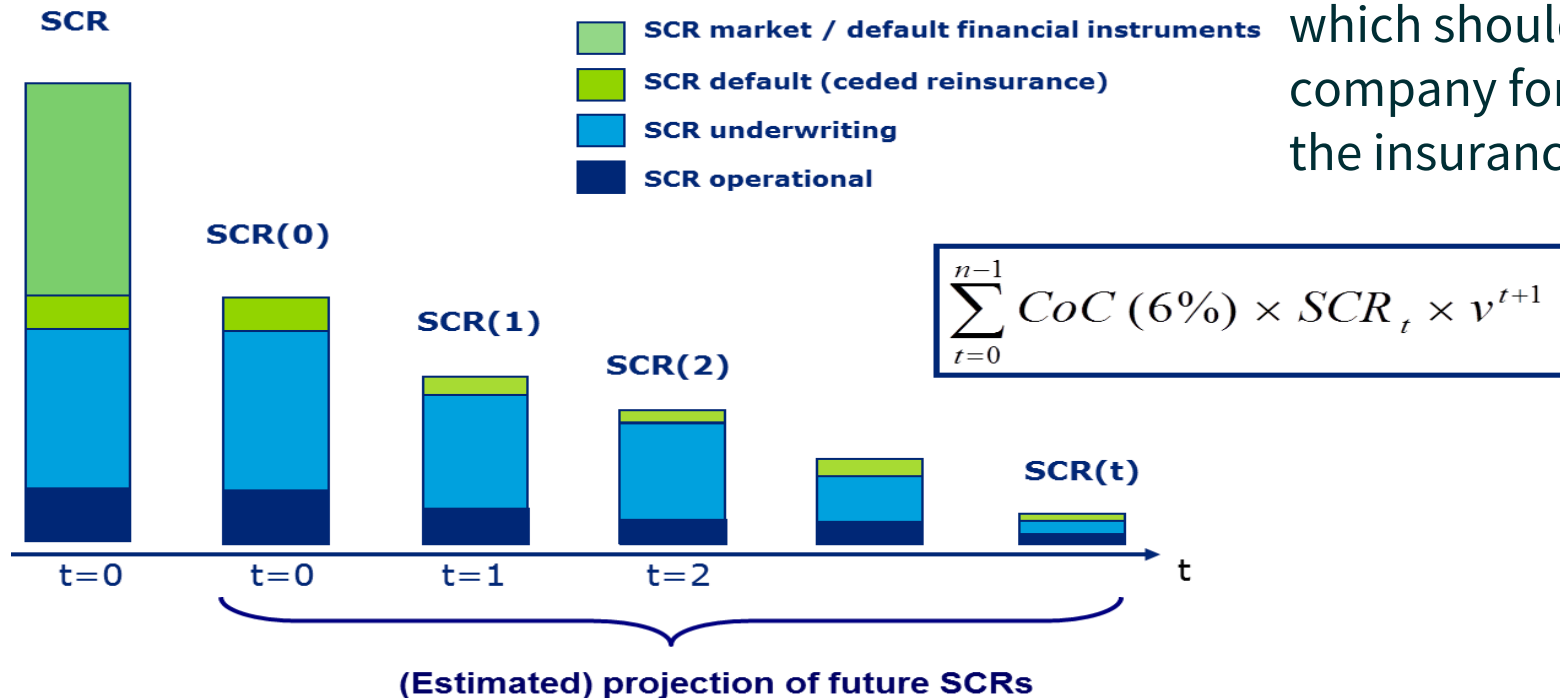 SCR
SCR market / default financial instruments
SCR default (ceded reinsurance)
SCR underwriting
SCR operational
which should
company for
the insuranc
SCR(0)
SCR(1)
SCR(2)
SCR(t)
n−1
∑ CoC (6%) × SCR t × v^{t+1}
t=0
t=0
t=0
t=1
t=2
t
(Estimated) projection of future SCRs